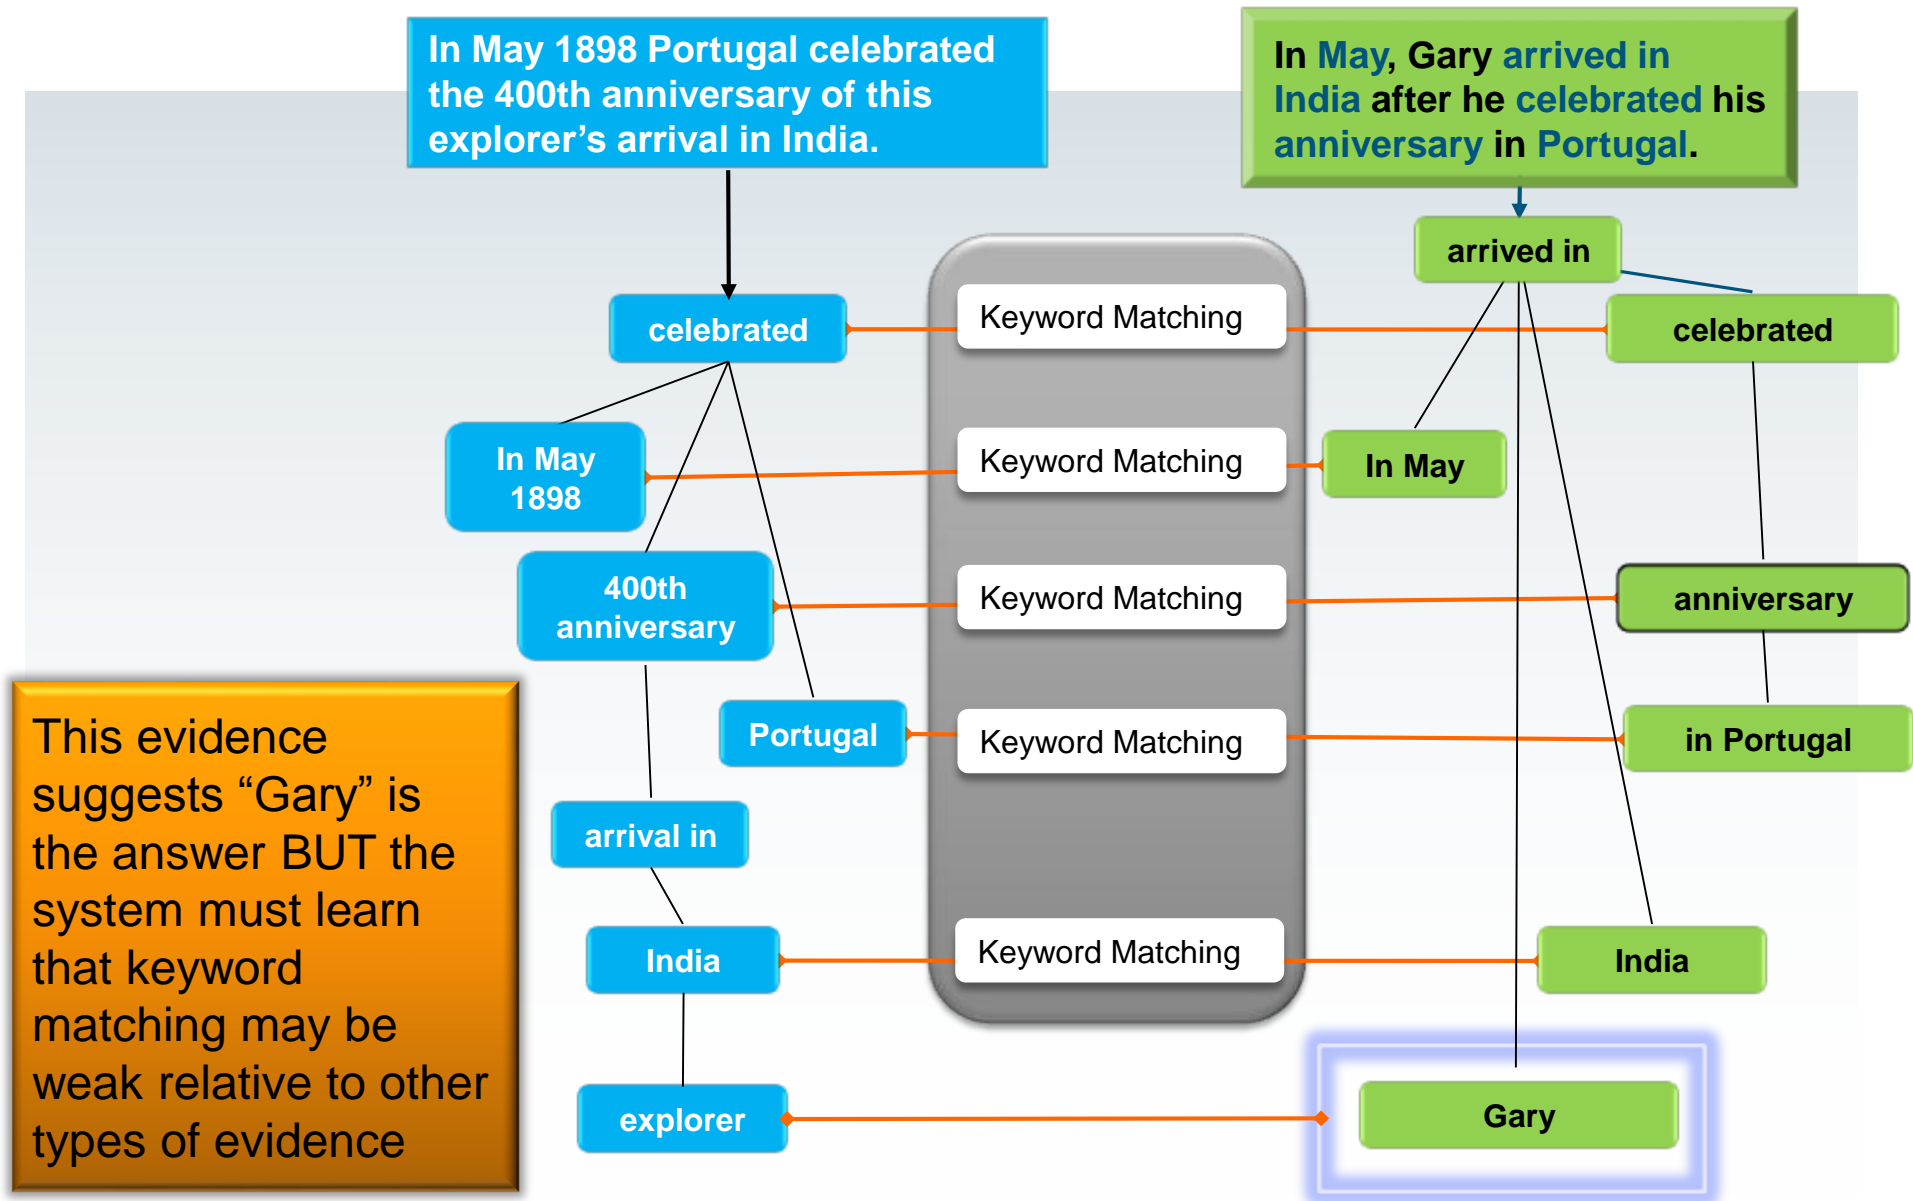 In May 1898 Portugal celebrated
the 400th anniversary of this
explorer’s arrival in India.
In May, Gary arrived in
India after he celebrated his
anniversary in Portugal.
arrived in
celebrated
Keyword Matching
celebrated
In May
1898
Keyword Matching
In May
400th
anniversary
Keyword Matching
anniversary
Portugal
Keyword Matching
in Portugal
arrival in
India
Keyword Matching
India
explorer
Gary
This evidence
suggests “Gary” is
the answer BUT the
system must learn
that keyword
matching may be
weak relative to other
types of evidence